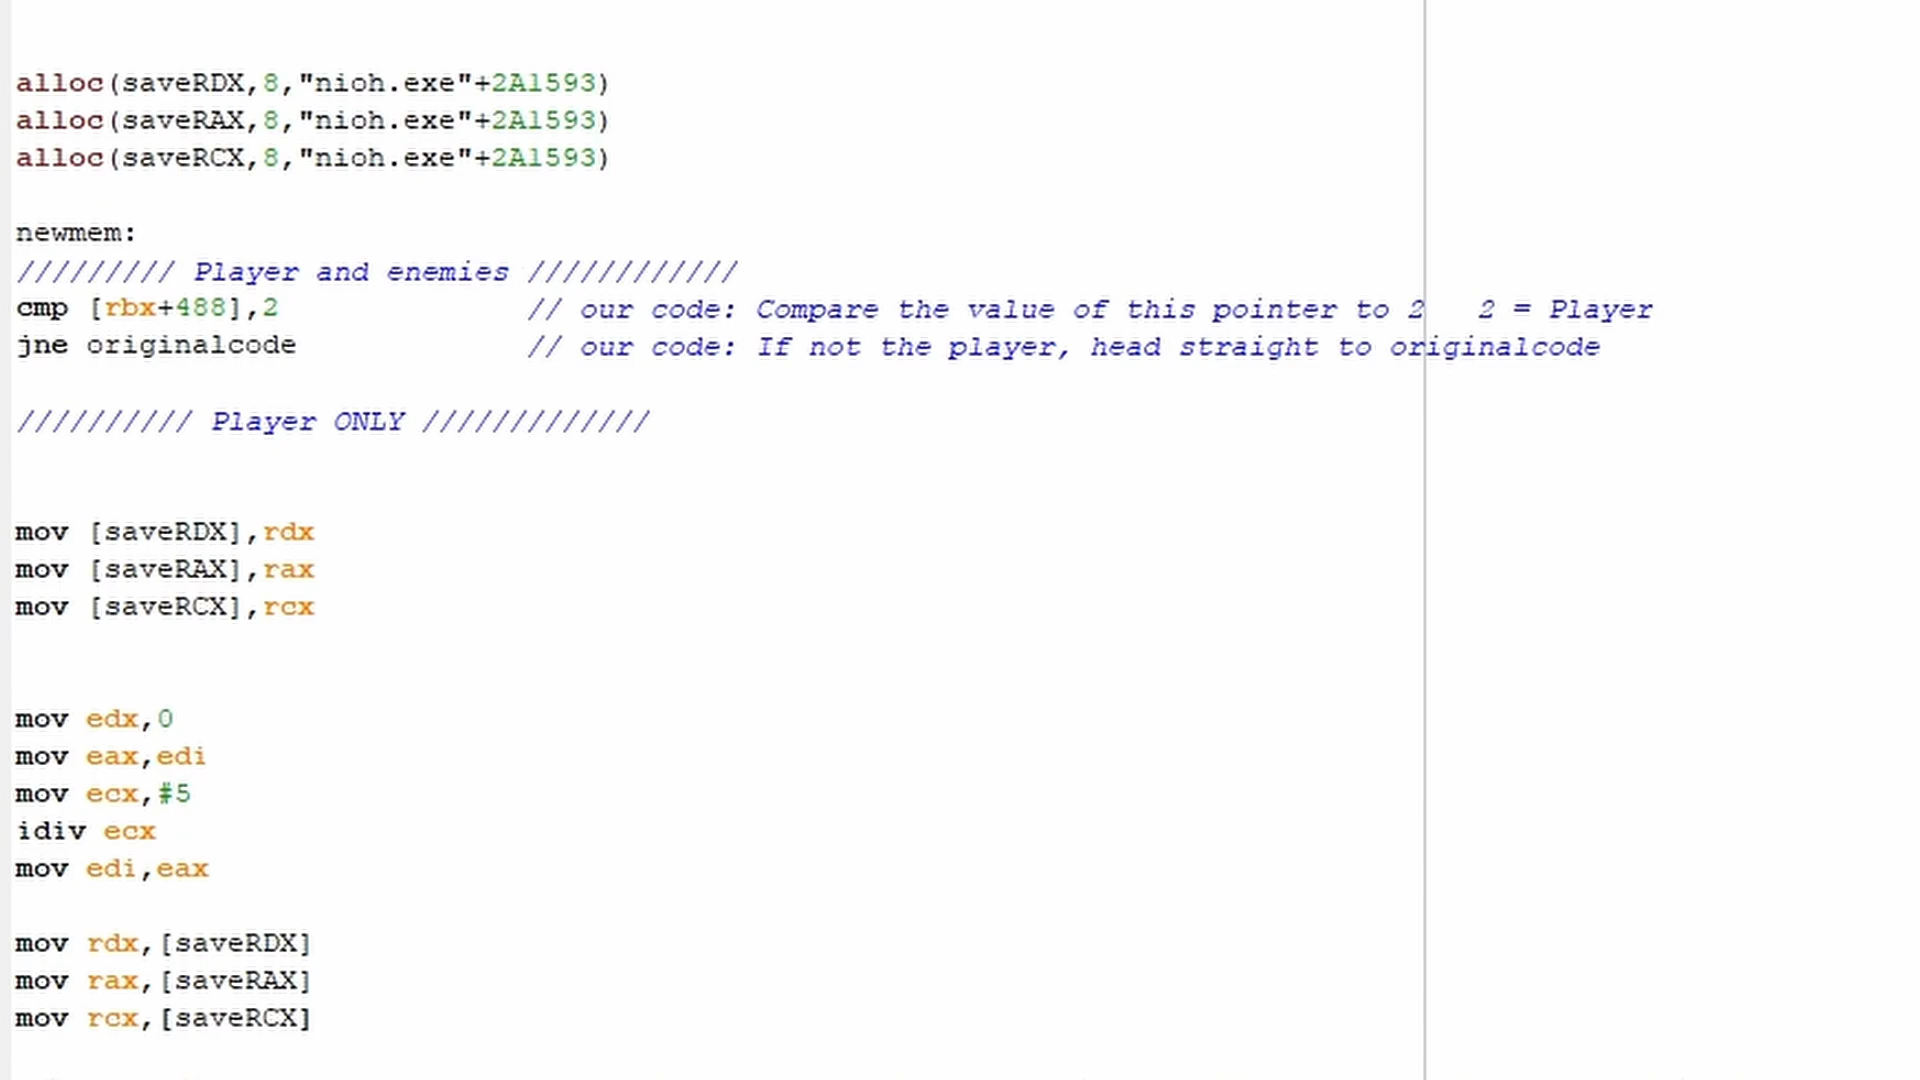 alloc(saveRDX,8,"nioh.exe"+2A1593)
alloc(saveRAX,8,"nioh.exe"+2A1593)
alloc(saveRCX,8,"nioh.exe"+2A1593)
newmem:
///////// Player and enemies ////////////
cmp [rbx+488],2 // our code: Compare the value of this pointer to 2 2 = Player
jne originalcode // our code: If not the player, head straight to originalcode
////////// Player ONLY /////////////
mov [saveRDX],rdx
mov [saveRAX],rax
mov [saveRCX],rcx
mov edx,0
mov eax,edi
mov ecx,#5
idiv ecx
mov edi,eax
mov rdx,[saveRDX]
mov rax,[saveRAX]
mov rcx,[saveRCX]